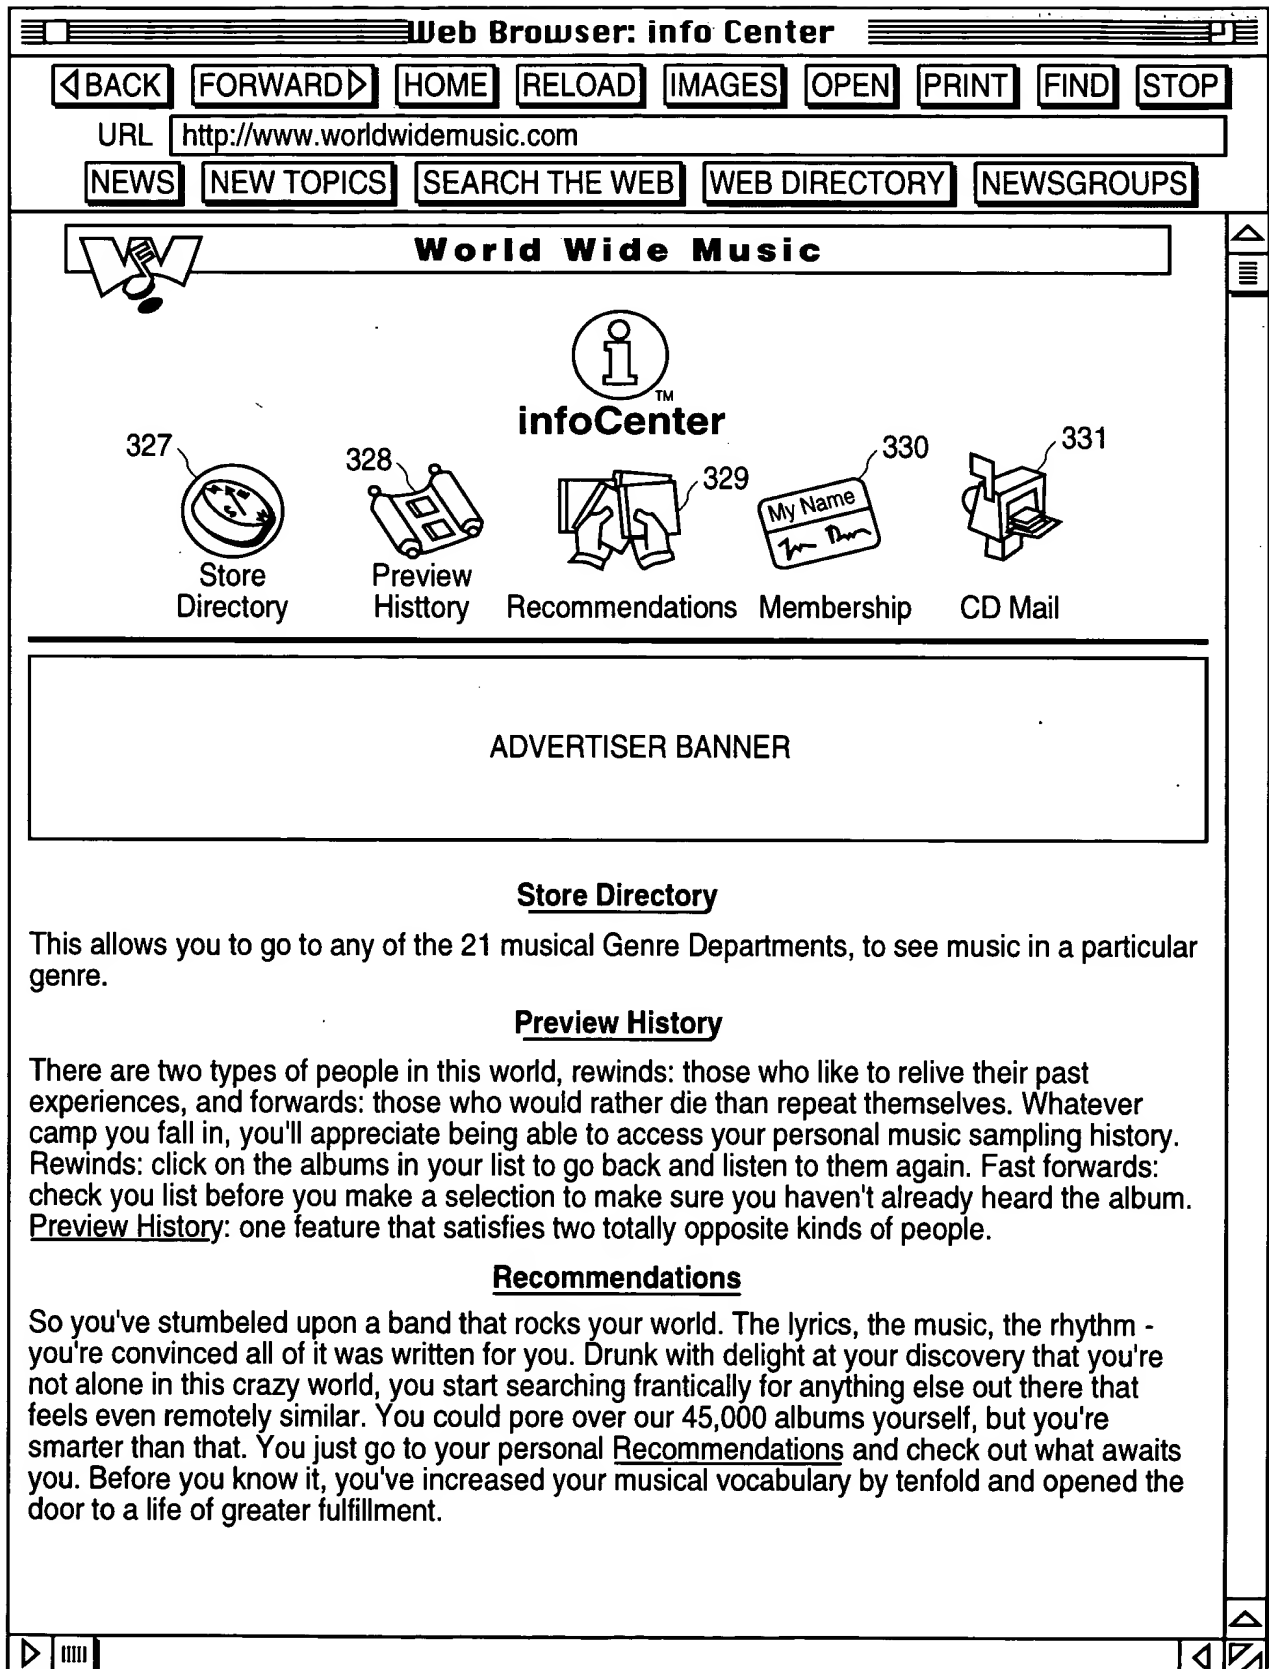 Web Browser: info Center
BACK FORWARD HOME RELOAD IMAGES OPEN PRINT FIND STOP
URL http://www.worldwidemusic.com
NEWS NEW TOPICS SEARCH THE WEB WEB DIRECTORY NEWSGROUPS
World Wide Music
i
TM
infoCenter
327 328 329 330 331
My Name
Store Directory
Preview Histtory
Recommendations
Membership
CD Mail
ADVERTISER BANNER
Store Directory
This allows you to go to any of the 21 musical Genre Departments, to see music in a particular
genre.
Preview History
There are two types of people in this world, rewinds: those who like to relive their past
experiences, and forwards: those who would rather die than repeat themselves. Whatever
camp you fall in, you'll appreciate being able to access your personal music sampling history.
Rewinds: click on the albums in your list to go back and listen to them again. Fast forwards:
check you list before you make a selection to make sure you haven't already heard the album.
Preview History: one feature that satisfies two totally opposite kinds of people.
Recommendations
So you've stumbeled upon a band that rocks your world. The lyrics, the music, the rhythm -
you're convinced all of it was written for you. Drunk with delight at your discovery that you're
not alone in this crazy world, you start searching frantically for anything else out there that
feels even remotely similar. You could pore over our 45,000 albums yourself, but you're
smarter than that. You just go to your personal Recommendations and check out what awaits
you. Before you know it, you've increased your musical vocabulary by tenfold and opened the
door to a life of greater fulfillment.